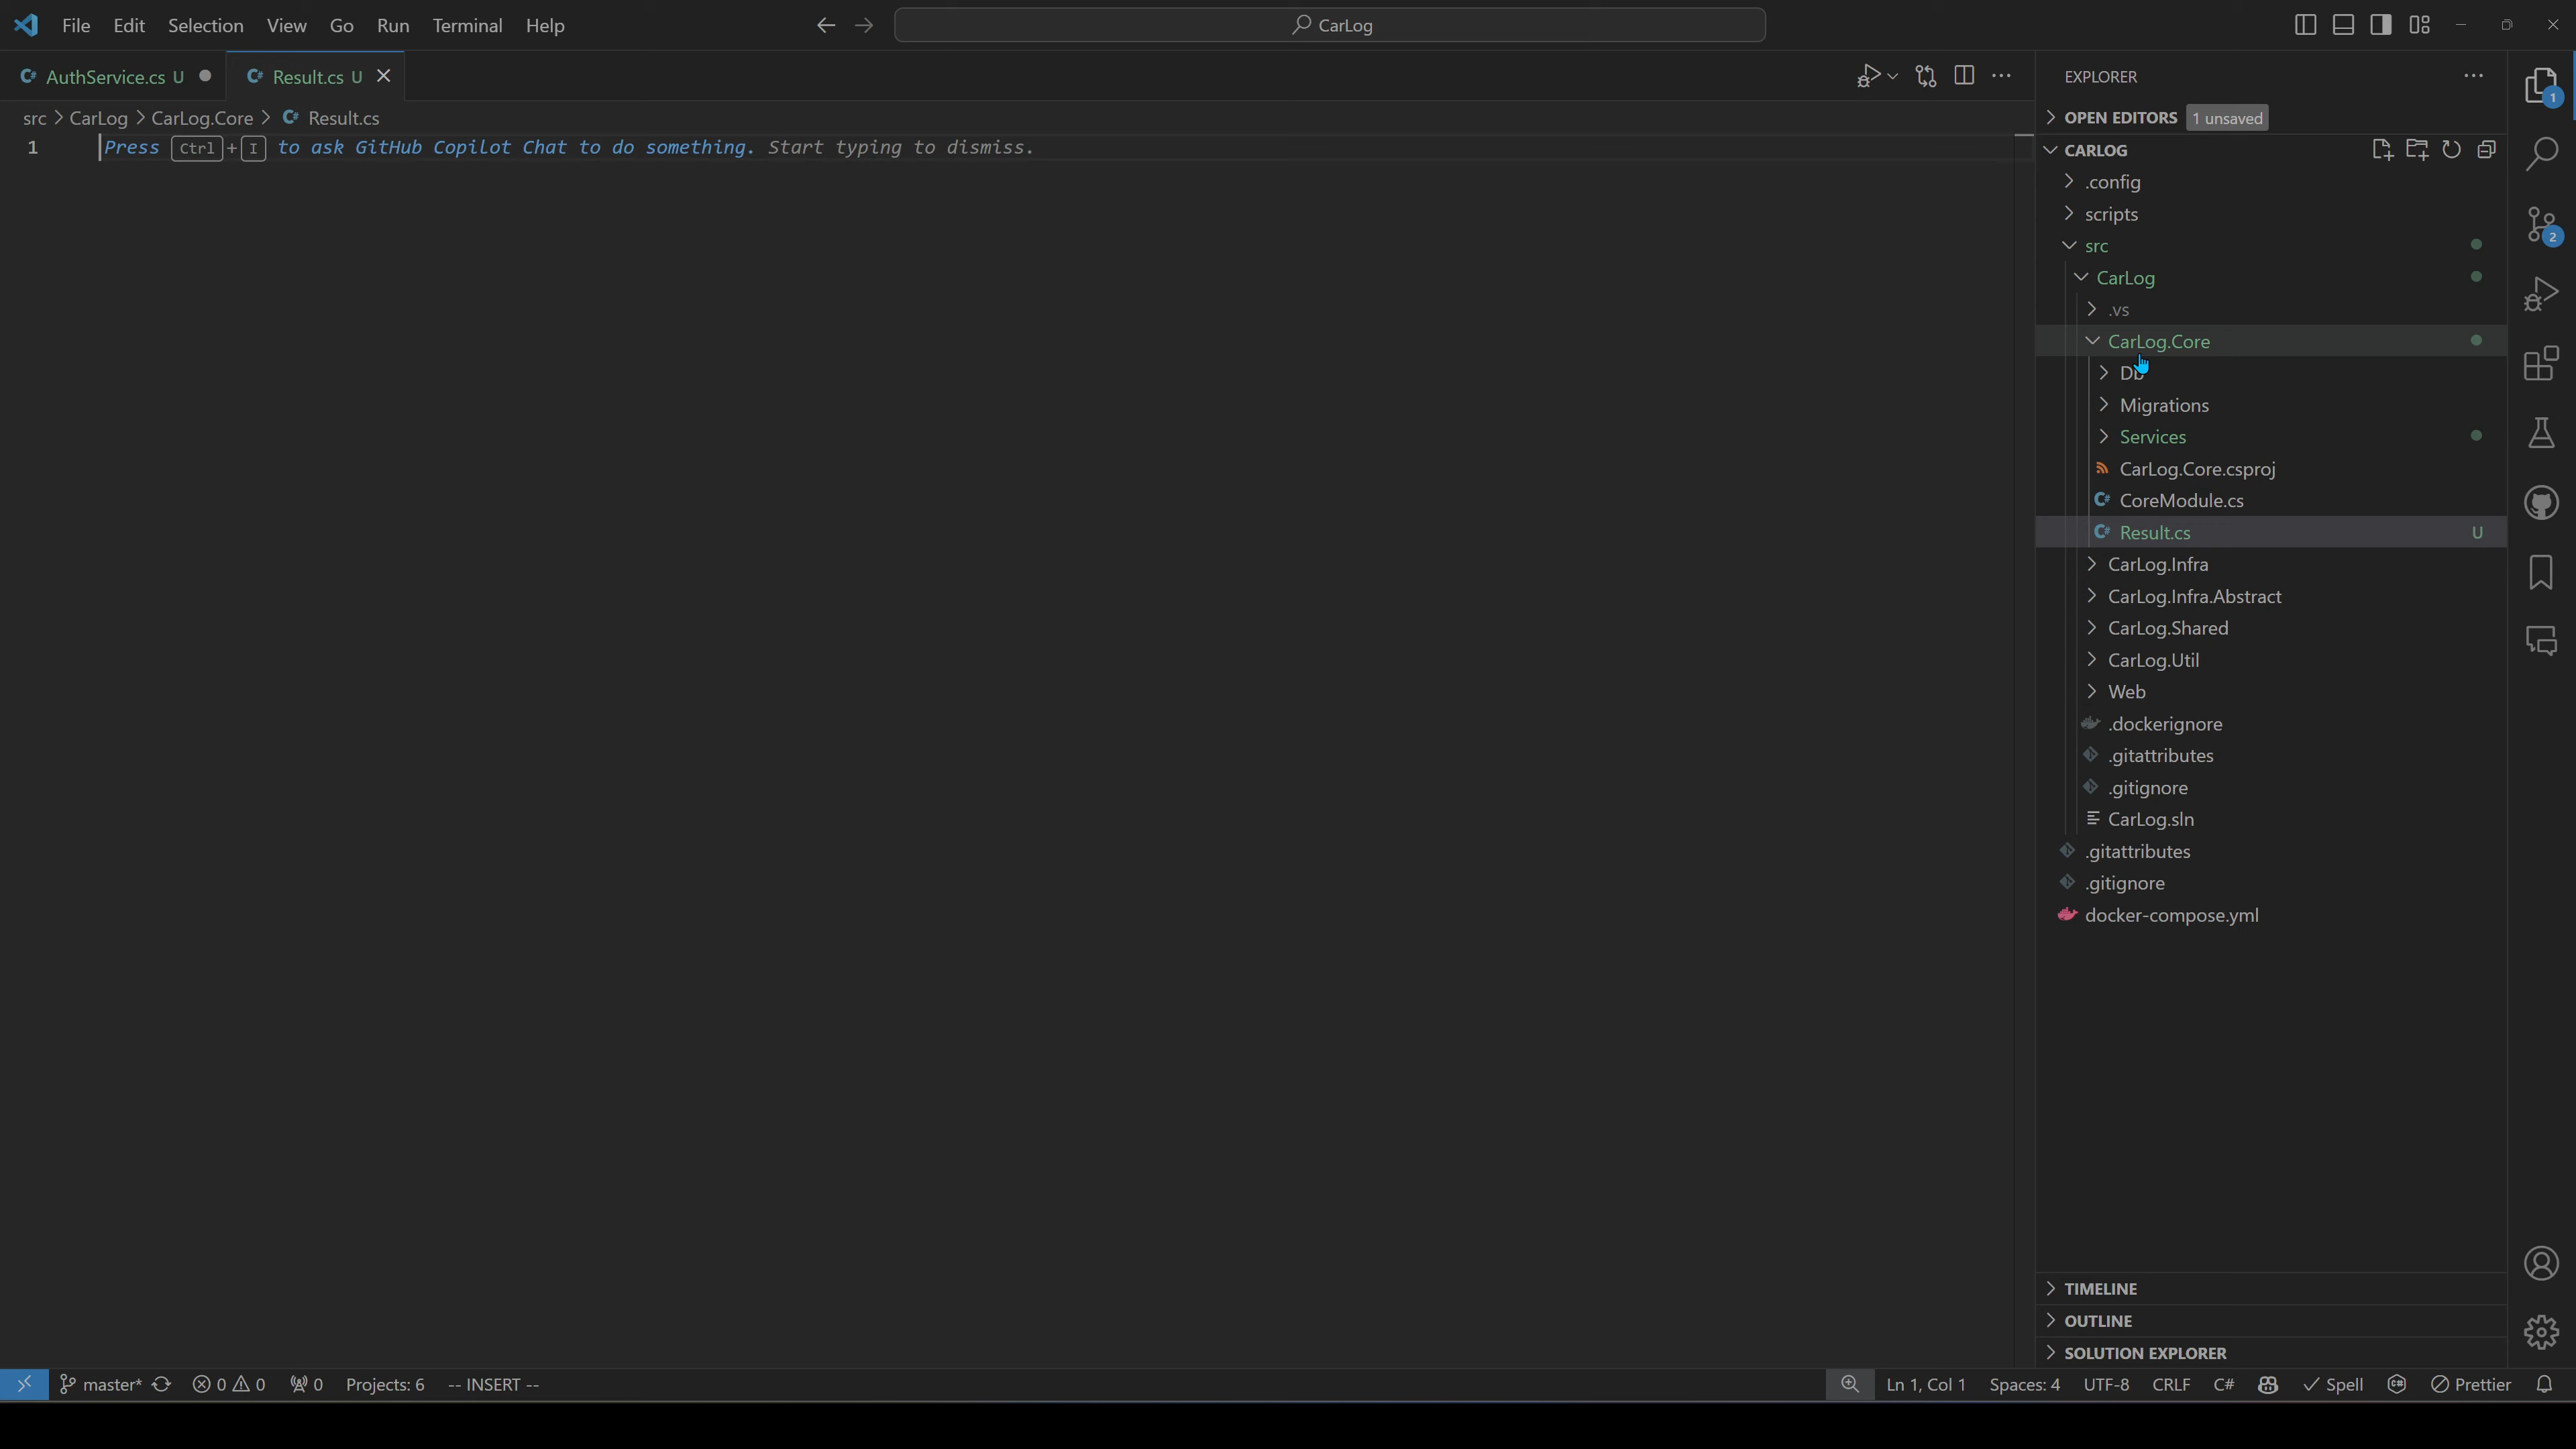 File Edit Selection View Go Run Terminal Help CarLog
AuthService.cs U Result.cs U
src > CarLog > CarLog.Core > C# Result.cs
1 Press Ctrl + I to ask GitHub Copilot Chat to do something. Start typing to dismiss.
EXPLORER
OPEN EDITORS 1 unsaved
CARLOG
.config
scripts
src
CarLog
.vs
CarLog.Core
Db
Migrations
Services
CarLog.Core.csproj
C# CoreModule.cs
C# Result.cs U
CarLog.Infra
CarLog.Infra.Abstract
CarLog.Shared
CarLog.Util
Web
.dockerignore
.gitattributes
.gitignore
CarLog.sln
.gitattributes
.gitignore
docker-compose.yml
TIMELINE
OUTLINE
SOLUTION EXPLORER
1
2
master* 0 0 0 Projects: 6 -- INSERT -- Ln 1, Col 1 Spaces: 4 UTF-8 CRLF C# Spell Prettier